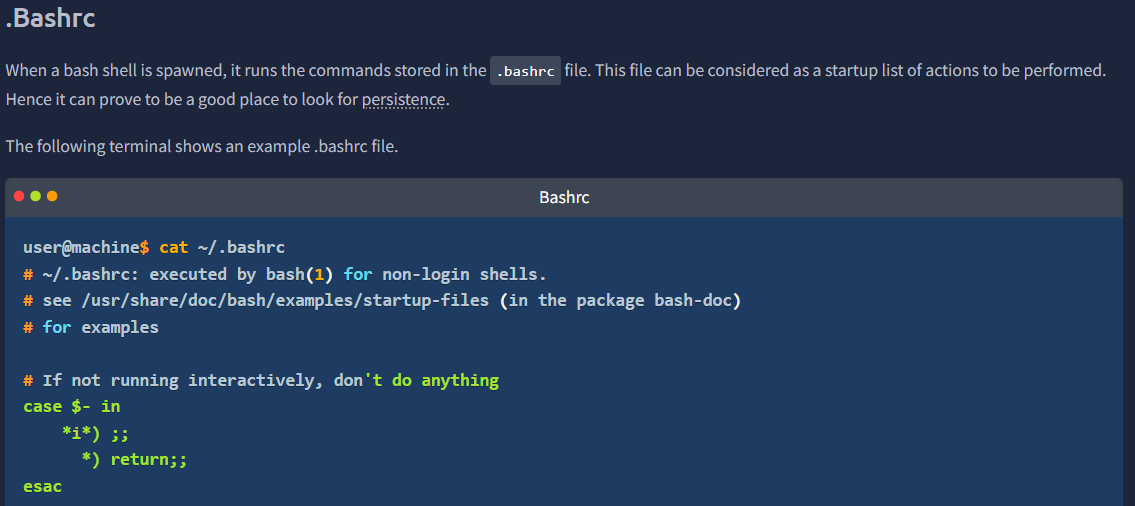 .Bashrc
When a bash shell is spawned, it runs the commands stored in the .bashrc file. This file can be considered as a startup list of actions to be performed.
Hence it can prove to be a good place to look for persistence.
The following terminal shows an example .bashrc file.
Bashrc
user@machine$ cat ~/.bashrc
# ~/.bashrc: executed by bash(1) for non-login shells.
# see /usr/share/doc/bash/examples/startup-files (in the package bash-doc)
# for examples
# If not running interactively, don't do anything
case $- in
    *i*) ;;
      *) return;;
esac